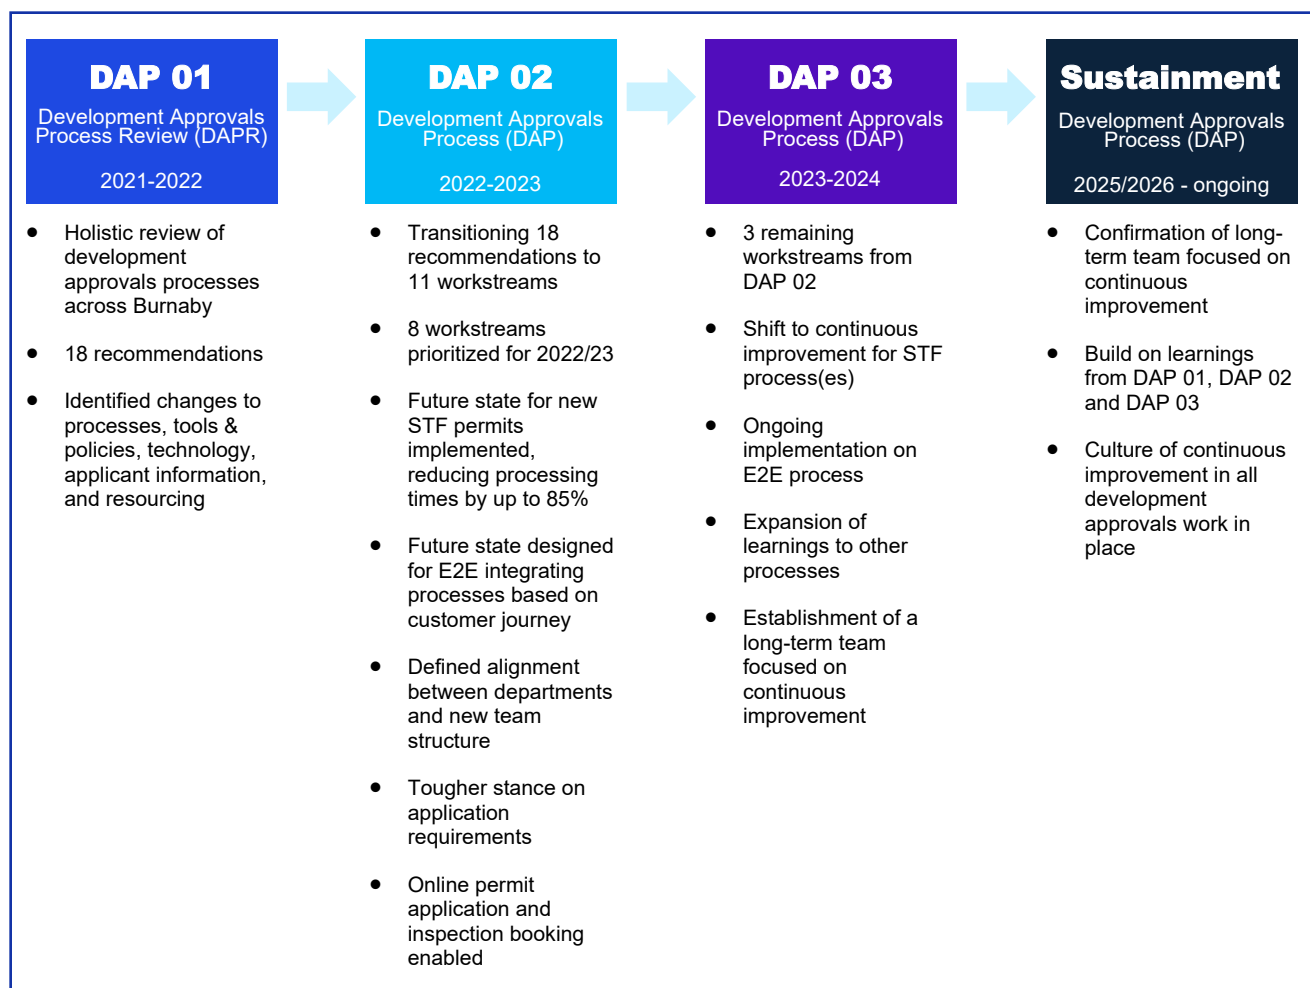 DAP 01
Development Approvals
Process Review (DAPR)
2021-2022
• Holistic review of
development
approvals processes
across Burnaby
• 18 recommendations
• Identified changes to
processes, tools &
policies, technology,
applicant information,
and resourcing
DAP 02
Development Approvals
Process (DAP)
2022-2023
• Transitioning 18
recommendations to
11 workstreams
• 8 workstreams
prioritized for 2022/23
• Future state for new
STF permits
implemented,
reducing processing
times by up to 85%
• Future state designed
for E2E integrating
processes based on
customer journey
• Defined alignment
between departments
and new team
structure
• Tougher stance on
application
requirements
• Online permit
application and
inspection booking
enabled
DAP 03
Development Approvals
Process (DAP)
2023-2024
• 3 remaining
workstreams from
DAP 02
• Shift to continuous
improvement for STF
process(es)
• Ongoing
implementation on
E2E process
• Expansion of
learnings to other
processes
• Establishment of a
long-term team
focused on
continuous
improvement
Sustainment
Development Approvals
Process (DAP)
2025/2026 - ongoing
• Confirmation of long-
term team focused on
continuous
improvement
• Build on learnings
from DAP 01, DAP 02
and DAP 03
• Culture of continuous
improvement in all
development
approvals work in
place